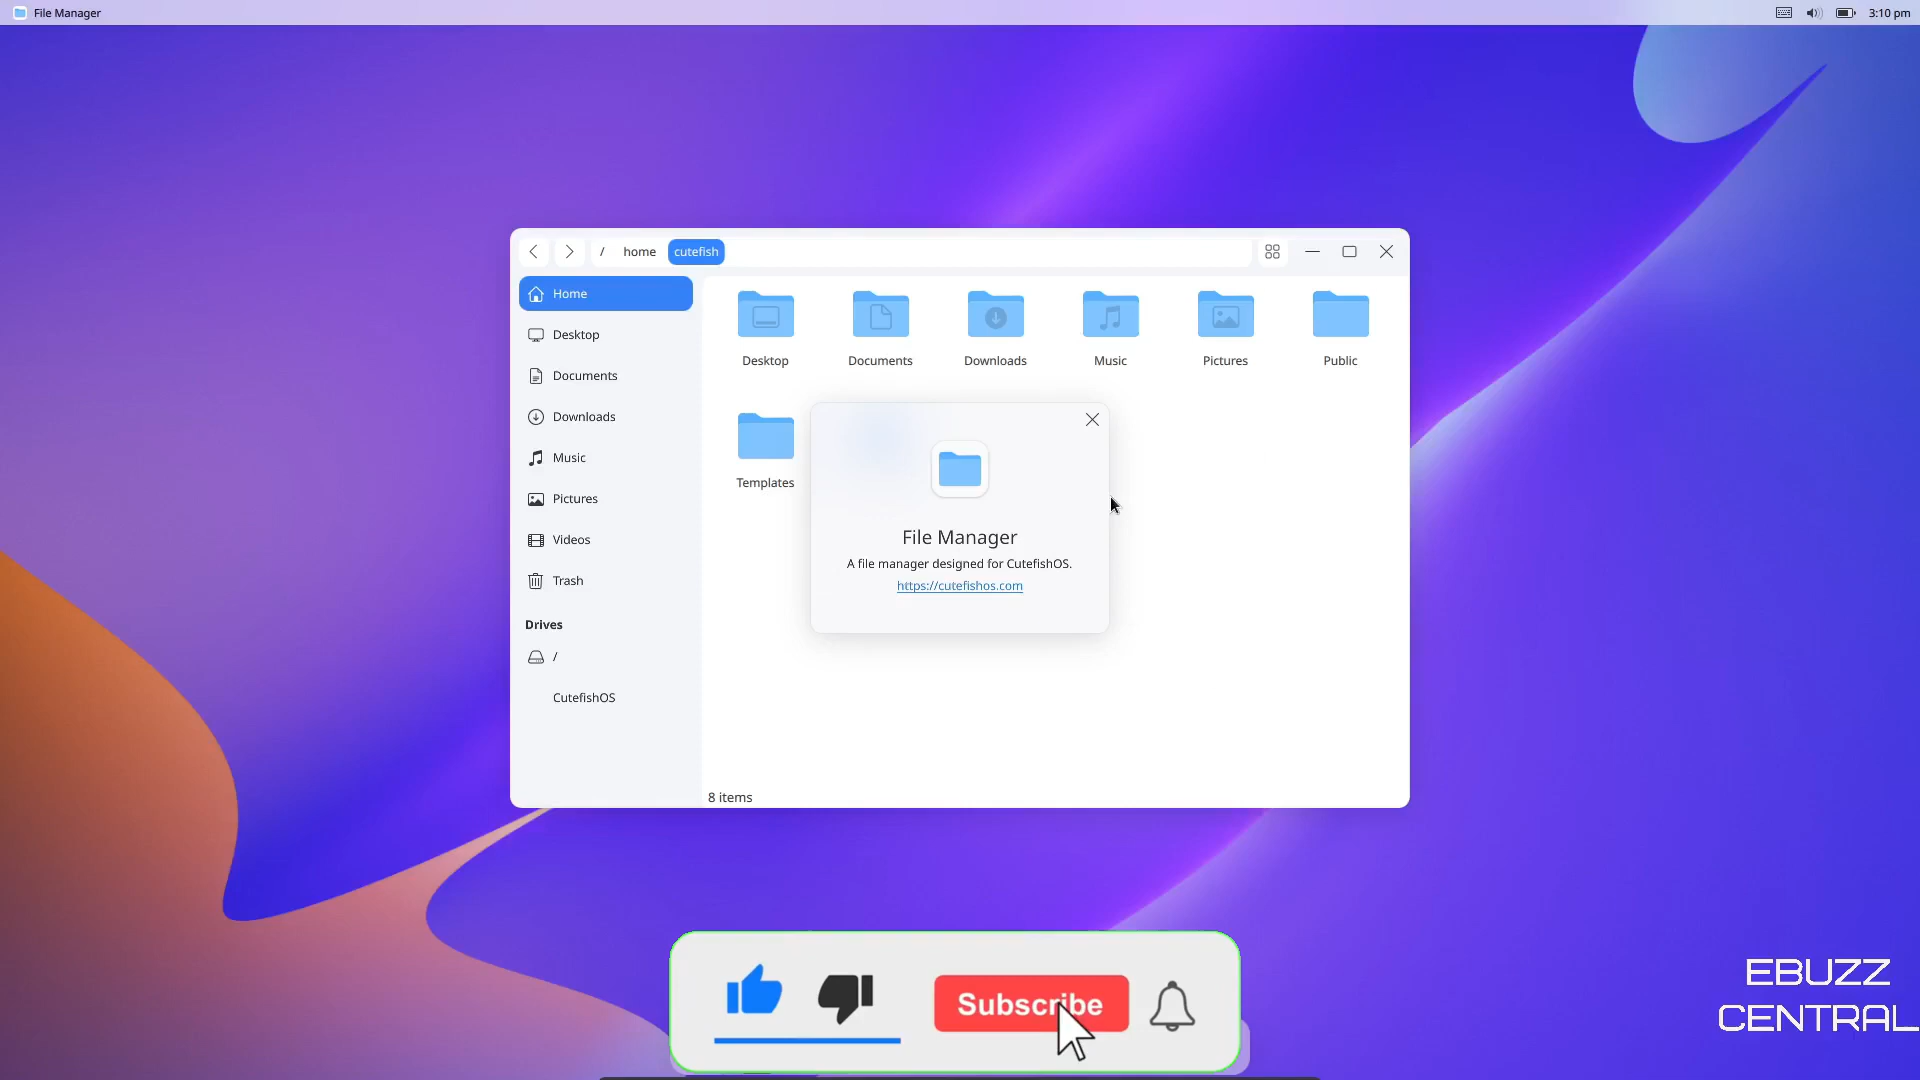 File Manager
3:10 pm
/ home cutefish
Home
Desktop
Documents
Downloads
Music
Pictures
Videos
Trash
Drives
/
CutefishOS
Desktop Documents Downloads Music Pictures Public
Templates
File Manager
A file manager designed for CutefishOS.
https://cutefishos.com
8 items
Subscribe
EBUZZ
CENTRAL